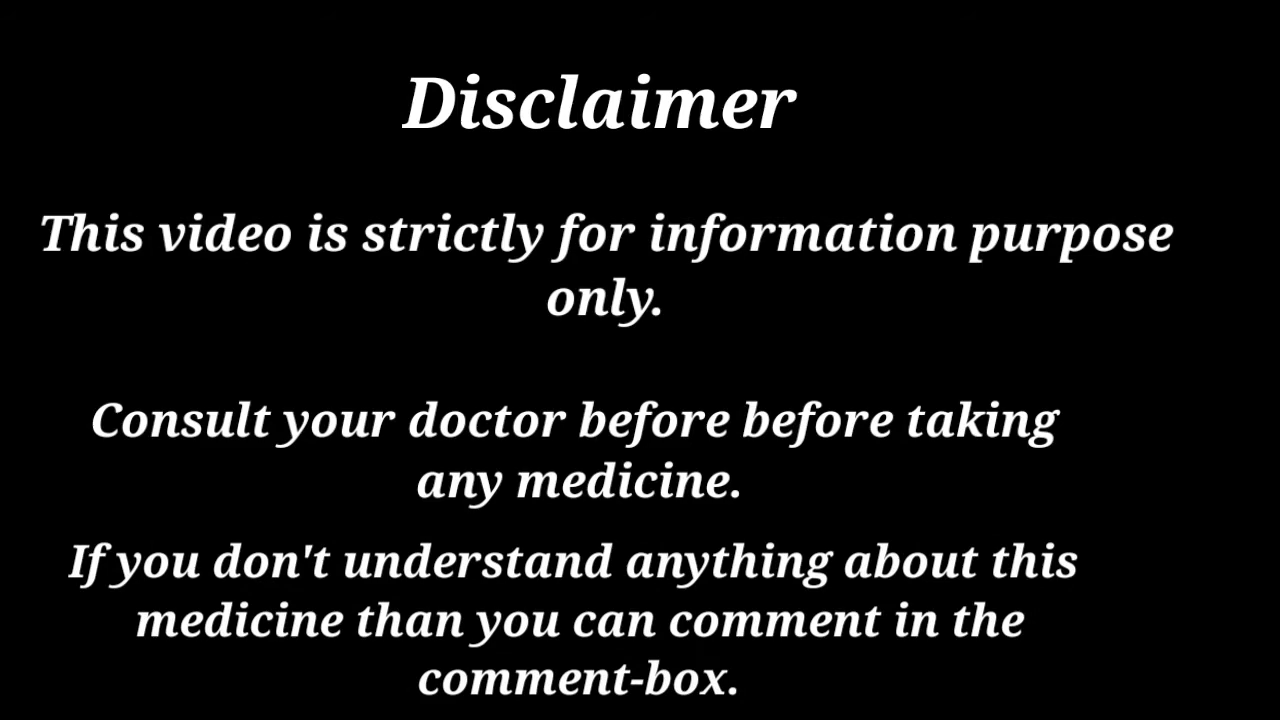 Disclaimer
This video is strictly for information purpose
only.
Consult your doctor before before taking
any medicine.
If you don't understand anything about this
medicine than you can comment in the
comment-box.